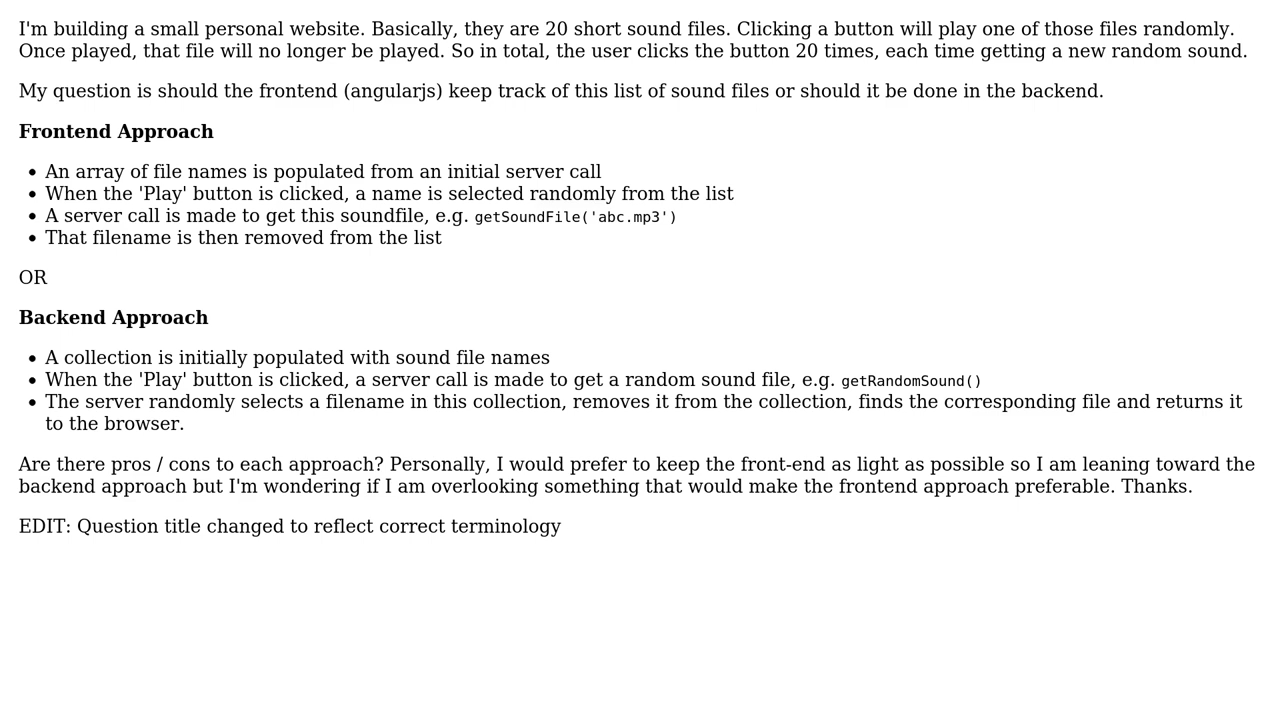 I'm building a small personal website. Basically, they are 20 short sound files. Clicking a button will play one of those files randomly.
Once played, that file will no longer be played. So in total, the user clicks the button 20 times, each time getting a new random sound.
My question is should the frontend (angularjs) keep track of this list of sound files or should it be done in the backend.
Frontend Approach
• An array of file names is populated from an initial server call
• When the 'Play' button is clicked, a name is selected randomly from the list
• A server call is made to get this soundfile, e.g. getSoundFile('abc.mp3')
• That filename is then removed from the list
OR
Backend Approach
• A collection is initially populated with sound file names
• When the 'Play' button is clicked, a server call is made to get a random sound file, e.g. getRandomSound()
• The server randomly selects a filename in this collection, removes it from the collection, finds the corresponding file and returns it
to the browser.
Are there pros / cons to each approach? Personally, I would prefer to keep the front-end as light as possible so I am leaning toward the
backend approach but I'm wondering if I am overlooking something that would make the frontend approach preferable. Thanks.
EDIT: Question title changed to reflect correct terminology